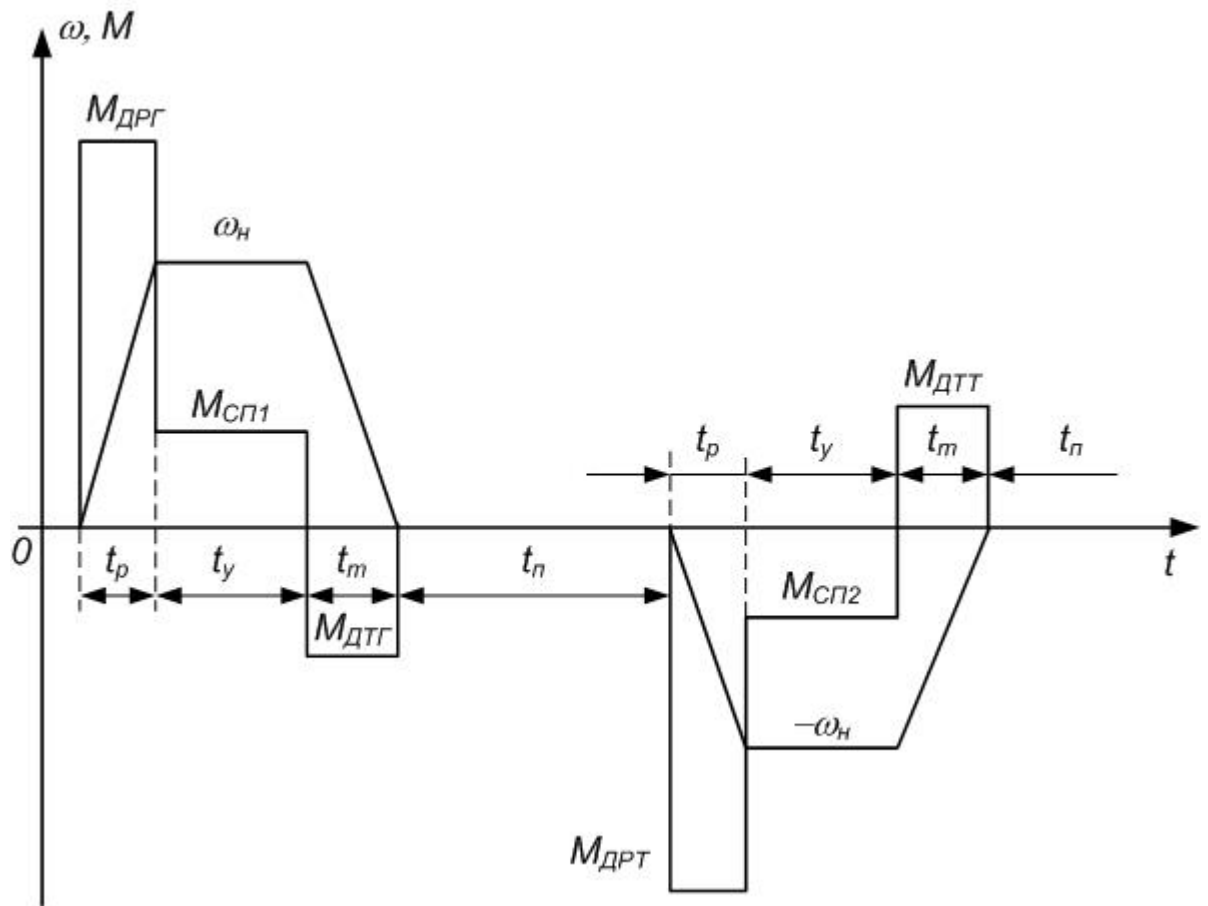 ω, M
M_ДРГ
ω_н
M_СП1
M_ДТТ
t_р t_у t_т t_п
0
t
t_р t_у t_т t_п
M_ДТГ
M_СП2
–ω_н
M_ДРТ